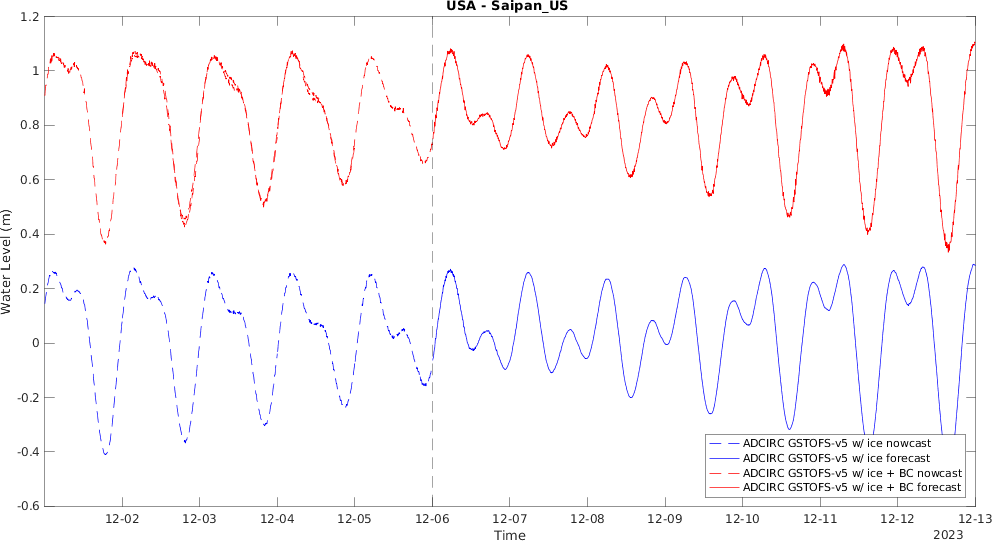 USA - Saipan_US
1.2
1
0.8
0.6
0.4
0.2
0
-0.2
-0.4
-0.6
Water Level (m)
ADCIRC GSTOFS-v5 w/ ice nowcast
ADCIRC GSTOFS-v5 w/ ice forecast
ADCIRC GSTOFS-v5 w/ ice + BC nowcast
ADCIRC GSTOFS-v5 w/ ice + BC forecast
12-02 12-03 12-04 12-05 12-06 12-07 12-08 12-09 12-10 12-11 12-12 12-13
Time
2023